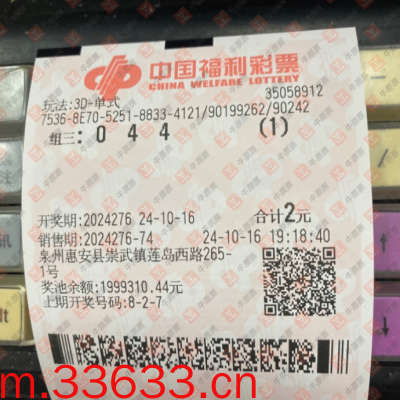 中国福利彩票
CHINA WELFARE LOTTERY
玩法:3D-单式
35058912
7536-8E70-5251-8833-4121/90199262/90242
组三: 0 4 4 (1)
开奖期:2024276 24-10-16 合计2元
销售期:2024276-74 24-10-16 19:18:40
泉州惠安县崇武镇莲岛西路265-
1号
奖池余额:1999310.44元
上期开奖号码:8-2-7
m.33633.cn